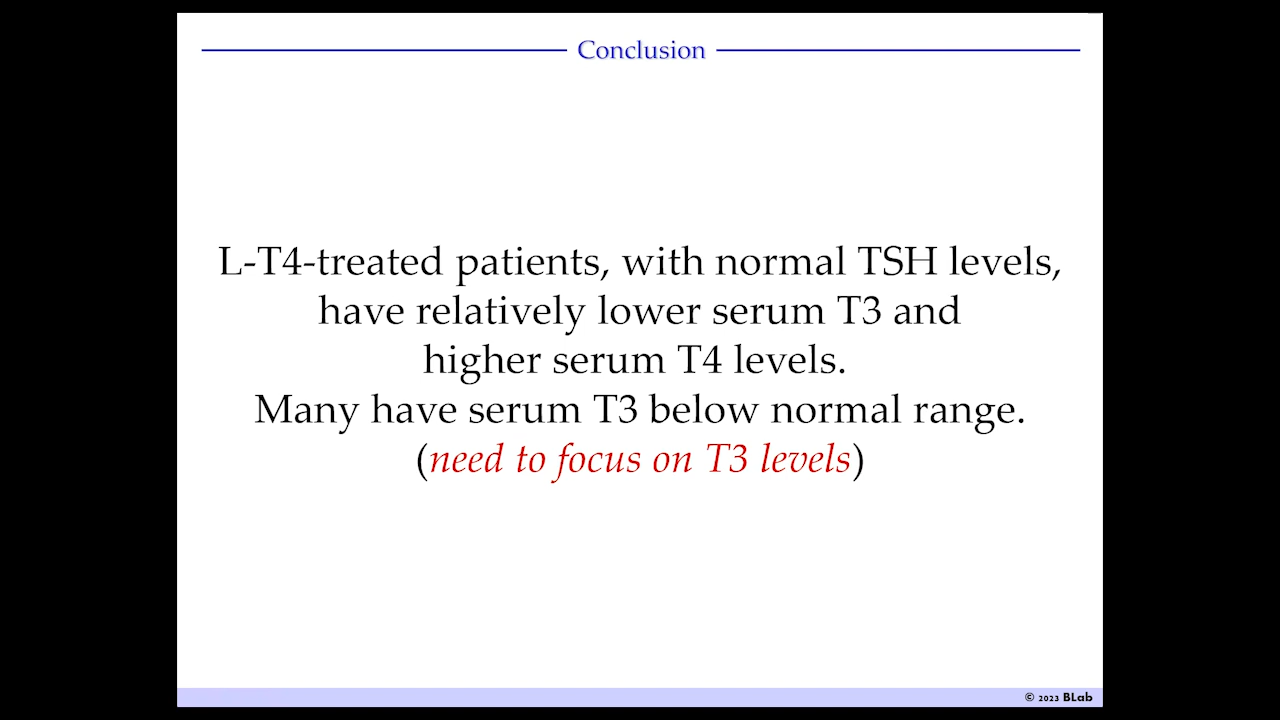 Conclusion
L-T4-treated patients, with normal TSH levels,
have relatively lower serum T3 and
higher serum T4 levels.
Many have serum T3 below normal range.
(need to focus on T3 levels)
© 2023 BLab